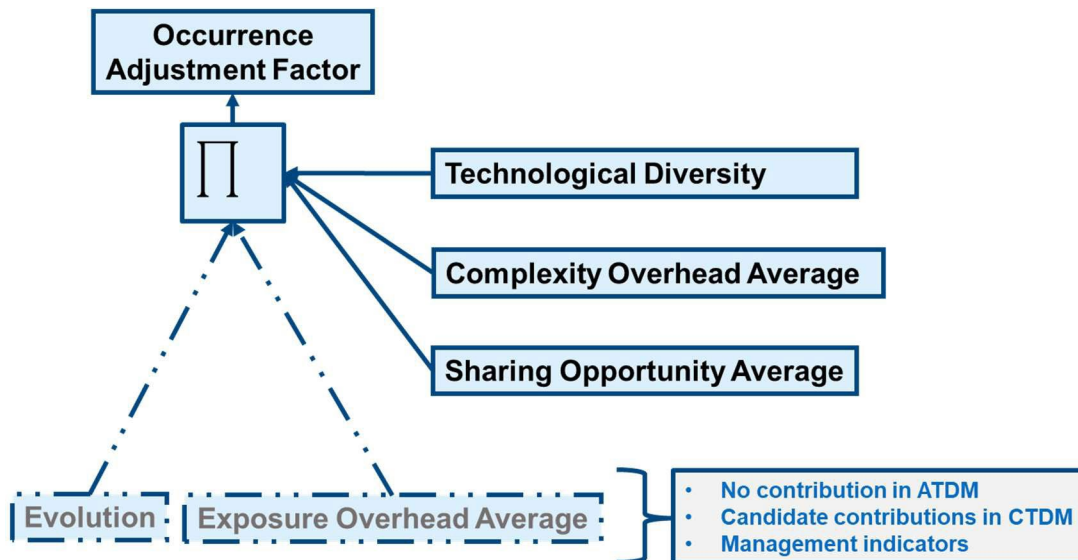 Occurrence
Adjustment Factor
∏
Technological Diversity
Complexity Overhead Average
Sharing Opportunity Average
Evolution
Exposure Overhead Average
• No contribution in ATDM
• Candidate contributions in CTDM
• Management indicators